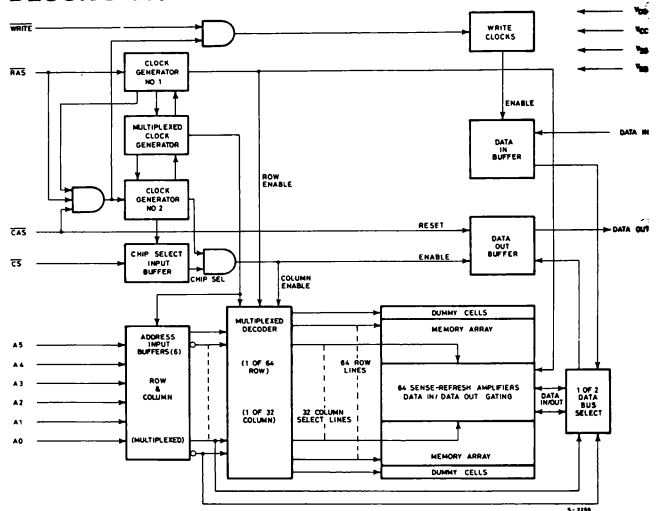 WRITE
WRITE CLOCKS
VDD
VCC
VSS
VBB
RAS
CLOCK GENERATOR NO 1
ENABLE
MULTIPLEXED CLOCK GENERATOR
DATA IN BUFFER
DATA IN
ROW ENABLE
CLOCK GENERATOR NO 2
CAS
RESET
DATA OUT BUFFER
DATA OUT
CS
CHIP SELECT INPUT BUFFER
CHIP SEL
ENABLE
COLUMN ENABLE
A5
A4
A3
A2
A1
A0
ADDRESS INPUT BUFFERS(6)
ROW & COLUMN
(MULTIPLEXED)
MULTIPLEXED DECODER
(1 OF 64 ROW)
(1 OF 32 COLUMN)
64 ROW LINES
32 COLUMN SELECT LINES
DUMMY CELLS
MEMORY ARRAY
64 SENSE-REFRESH AMPLIFIERS
DATA IN/DATA OUT GATING
MEMORY ARRAY
DUMMY CELLS
DATA IN/OUT
1 OF 2 DATA BUS SELECT